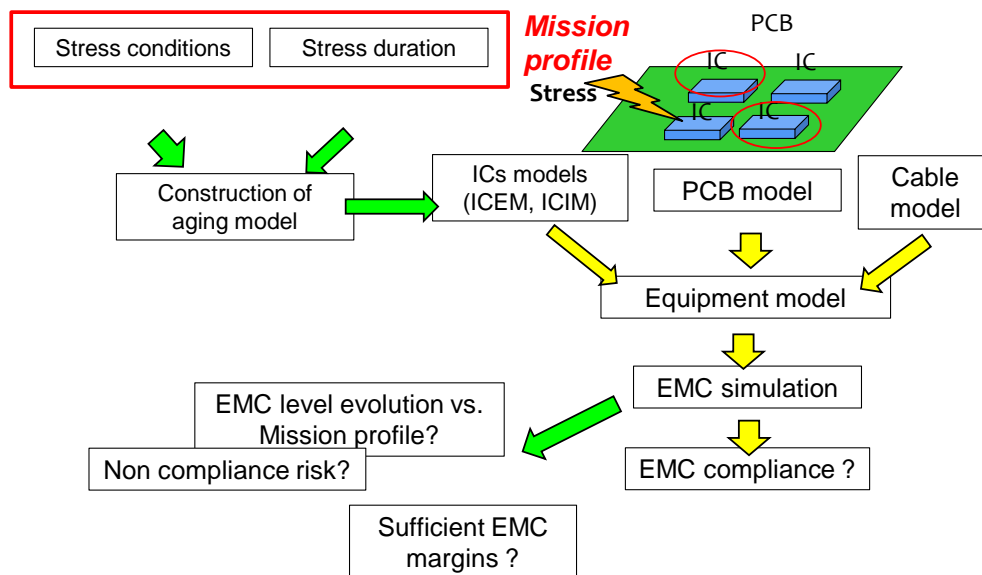 Stress conditions
Stress duration
Mission
profile
PCB
IC
IC
Stress
IC
IC
Construction of
aging model
ICs models
(ICEM, ICIM)
PCB model
Cable
model
Equipment model
EMC simulation
EMC level evolution vs.
Mission profile?
Non compliance risk?
EMC compliance ?
Sufficient EMC
margins ?